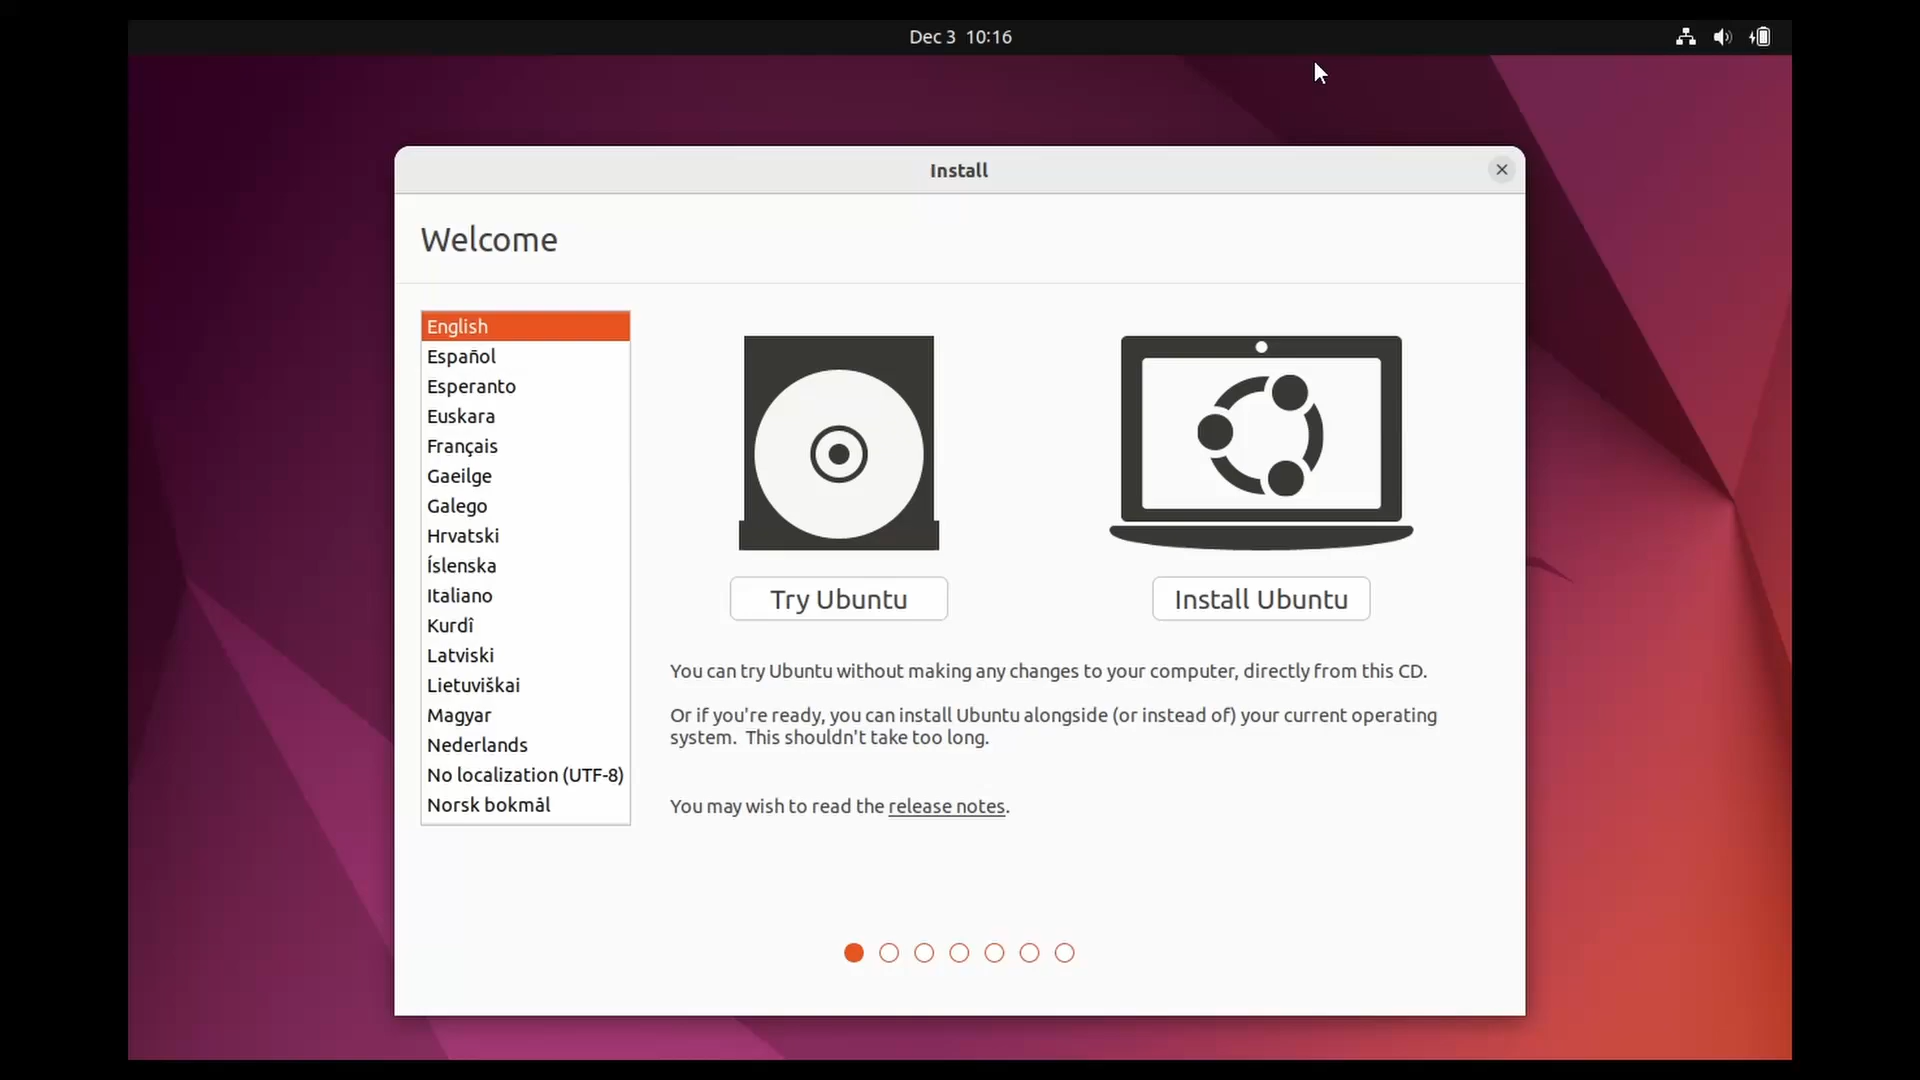 Dec 3  10:16
Install
Welcome
English
Español
Esperanto
Euskara
Français
Gaeilge
Galego
Hrvatski
Íslenska
Italiano
Kurdî
Latviski
Lietuviškai
Magyar
Nederlands
No localization (UTF-8)
Norsk bokmål
Try Ubuntu
Install Ubuntu
You can try Ubuntu without making any changes to your computer, directly from this CD.
Or if you're ready, you can install Ubuntu alongside (or instead of) your current operating
system.  This shouldn't take too long.
You may wish to read the release notes.